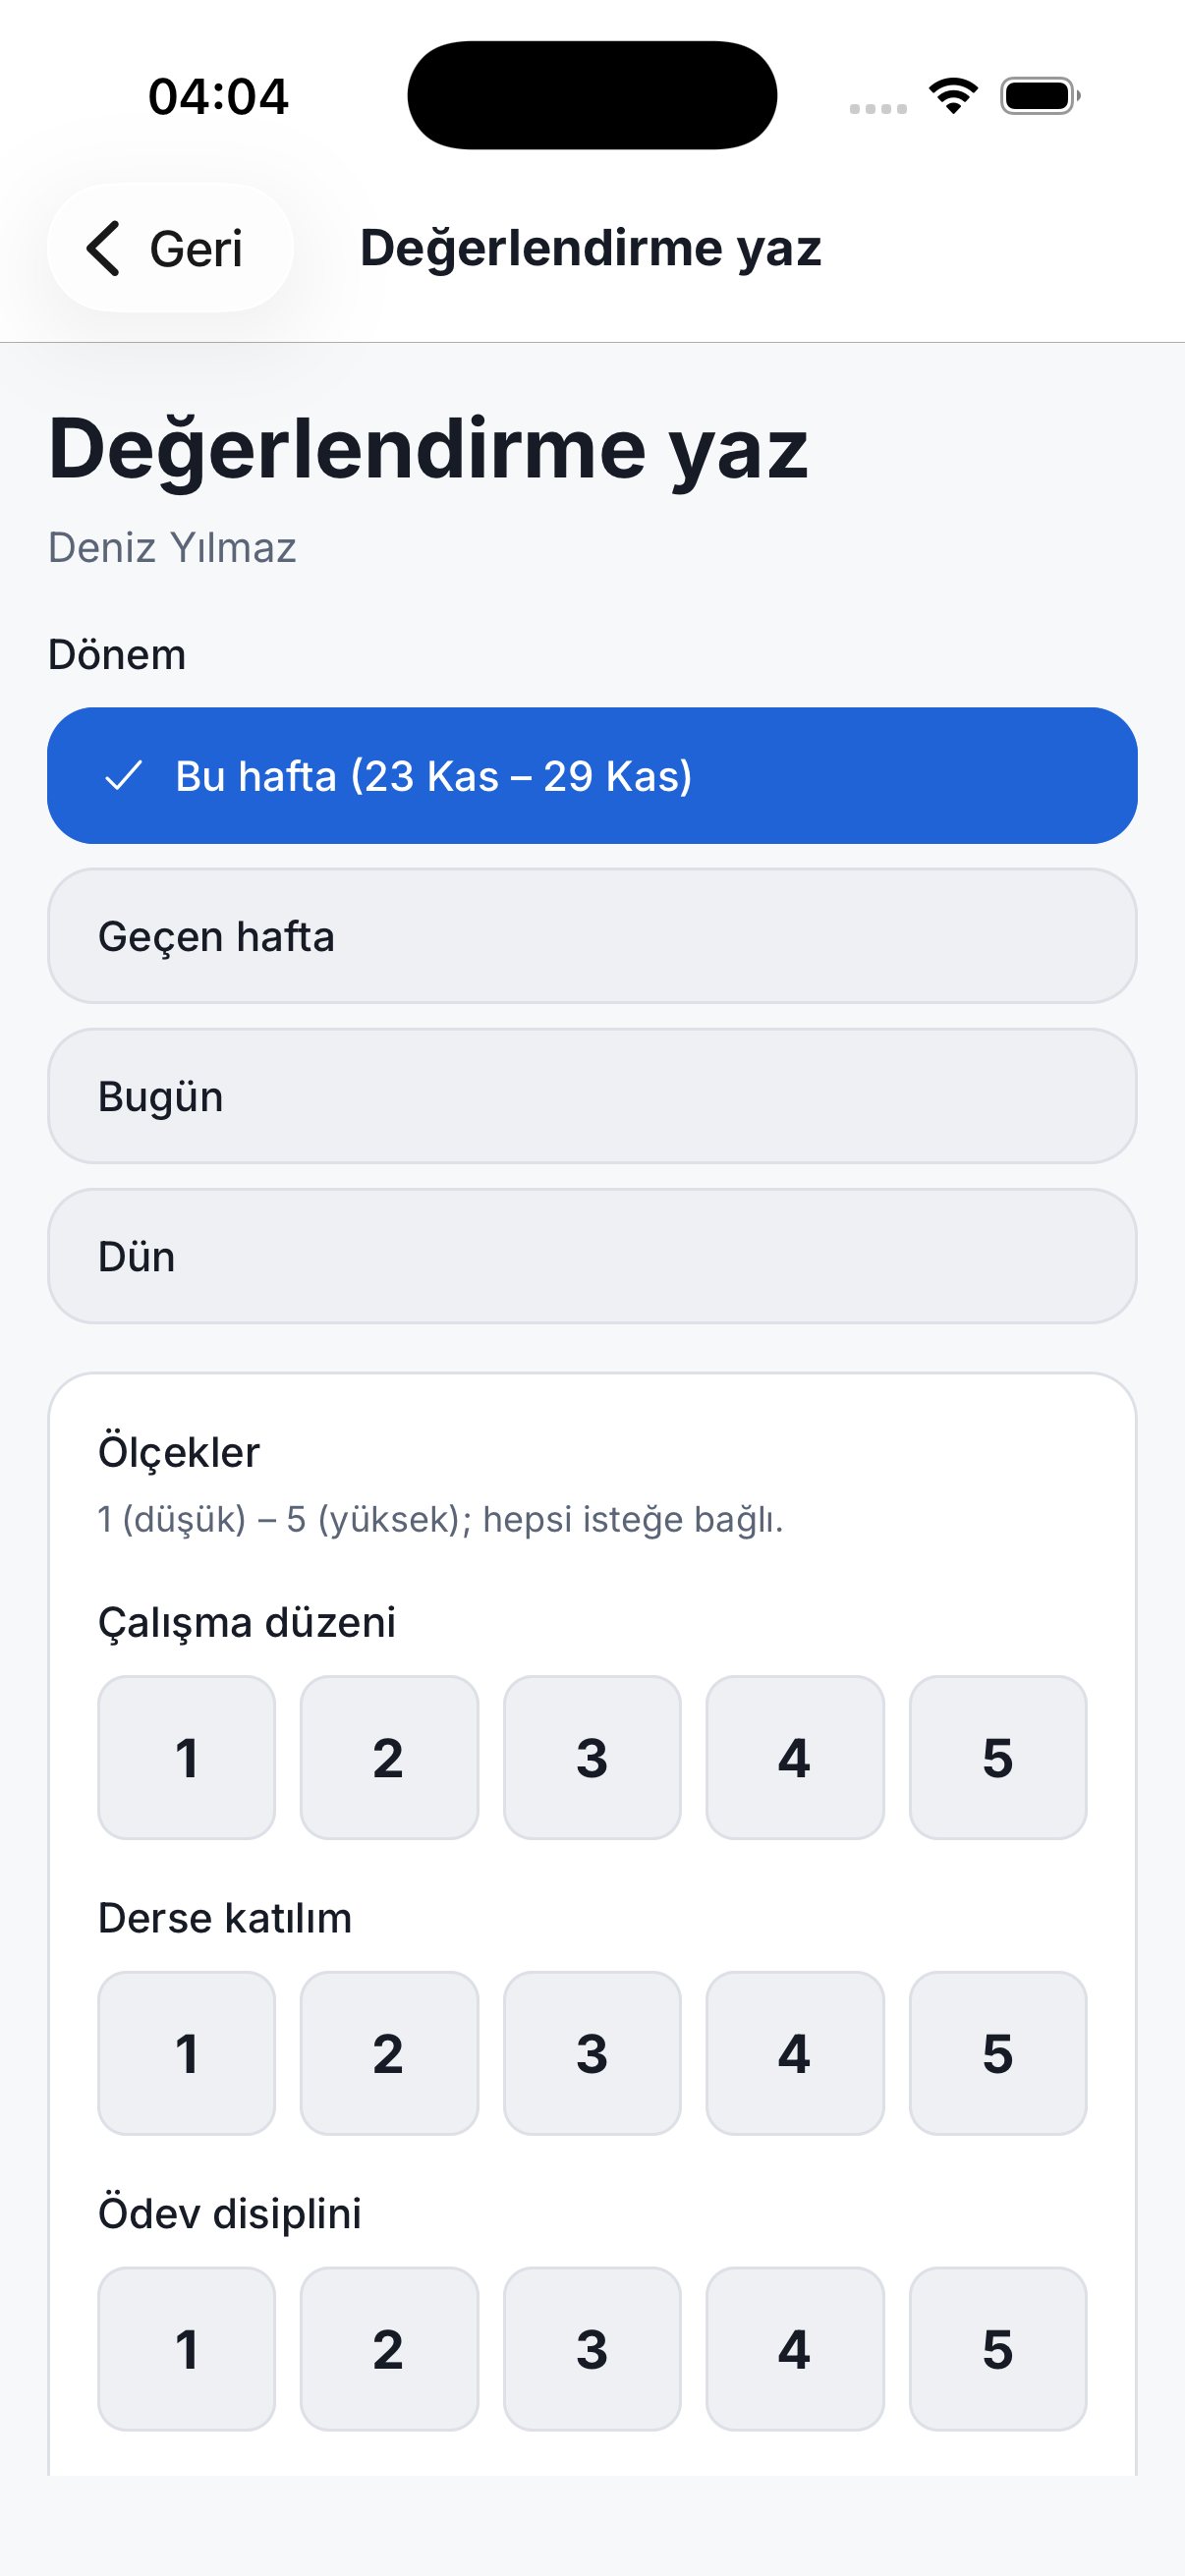 04:04
Geri
Değerlendirme yaz
Değerlendirme yaz
Deniz Yılmaz
Dönem
Bu hafta (23 Kas – 29 Kas)
Geçen hafta
Bugün
Dün
Ölçekler
1 (düşük) – 5 (yüksek); hepsi isteğe bağlı.
Çalışma düzeni
1 2 3 4 5
Derse katılım
1 2 3 4 5
Ödev disiplini
1 2 3 4 5